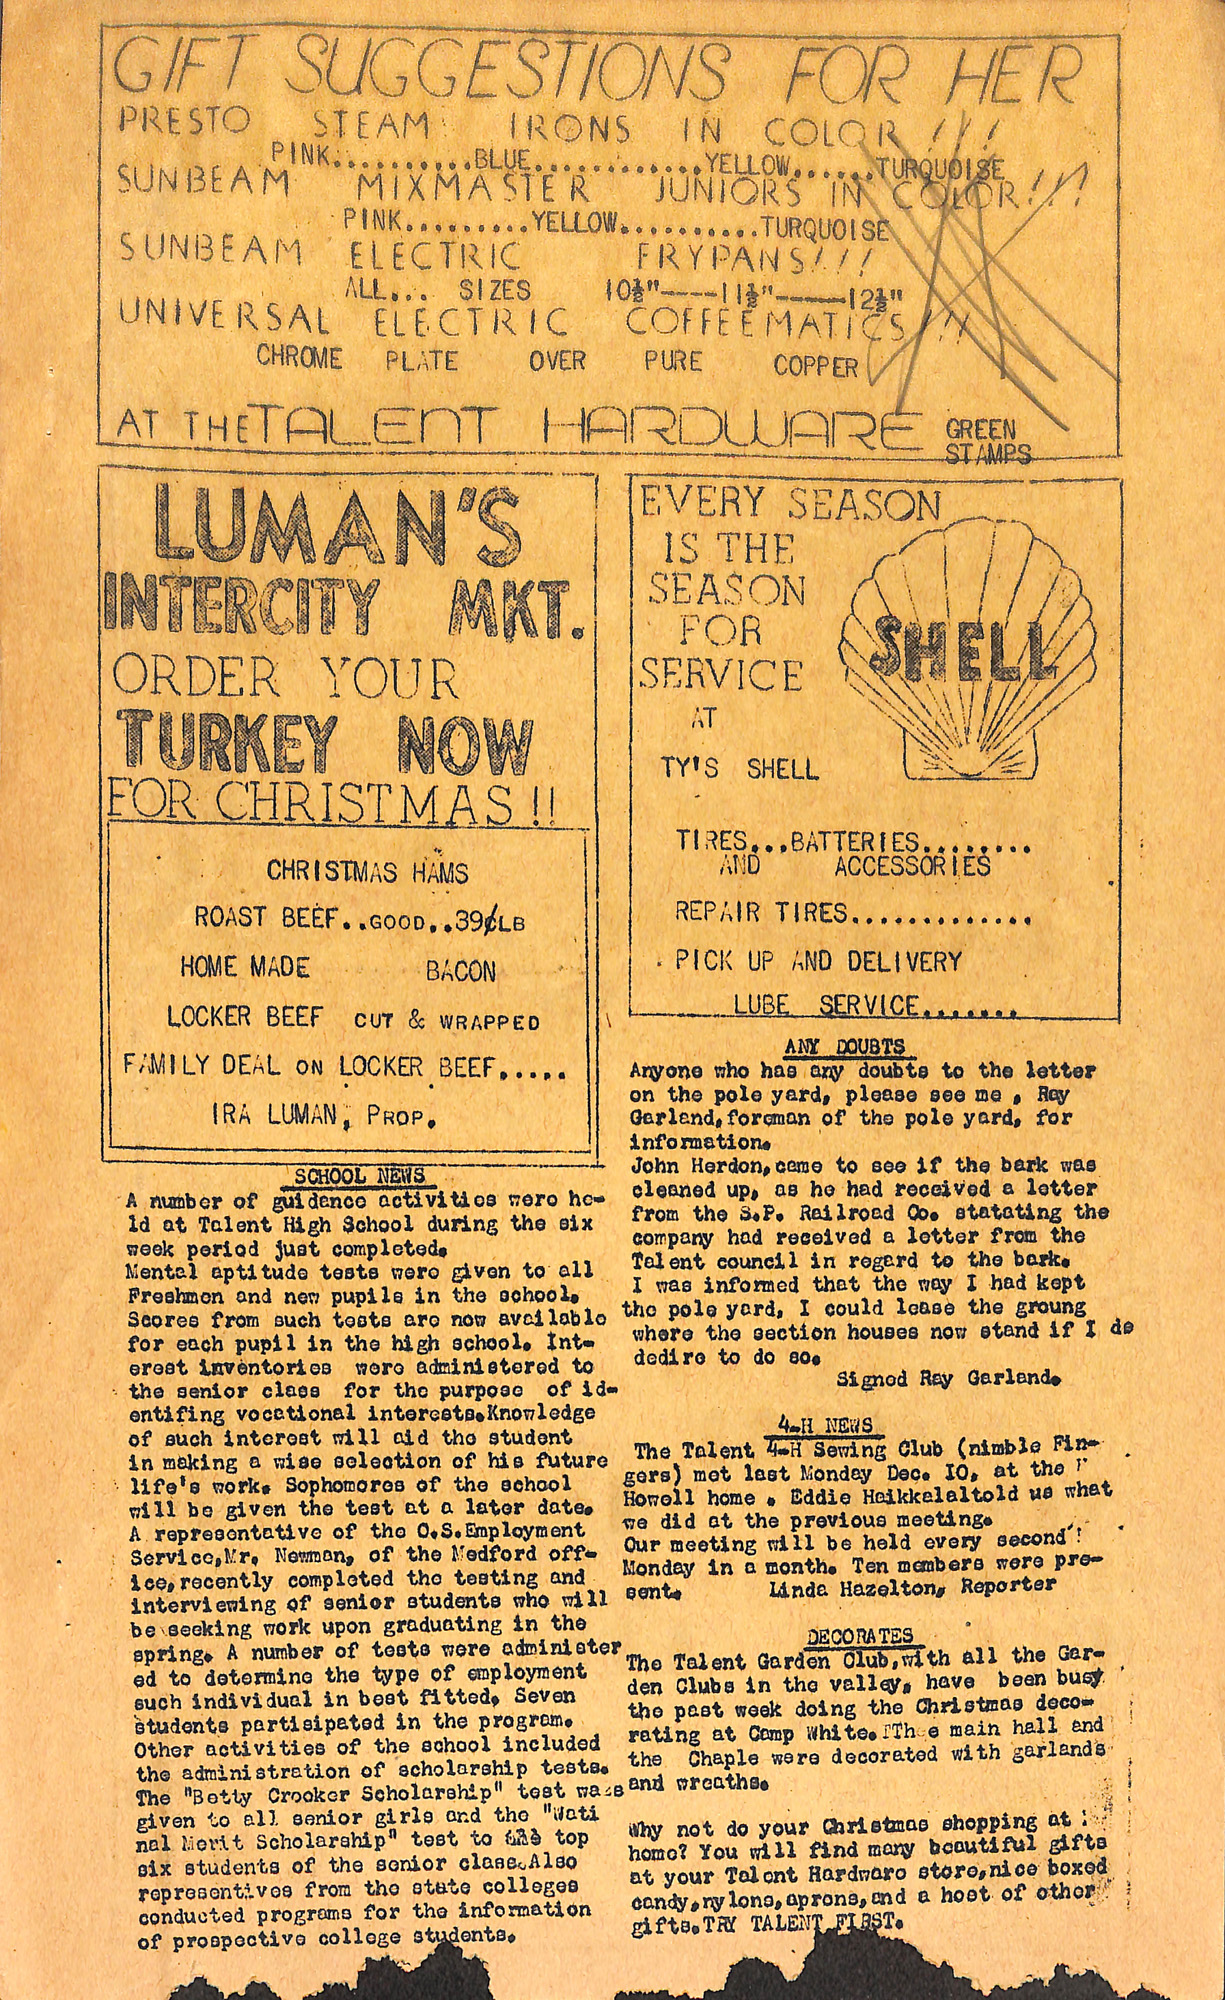 GIFT SUGGESTIONS FOR HER
PRESTO STEAM IRONS IN COLOR!!!
PINK..........BLUE.............YELLOW......TURQUOISE
SUNBEAM MIXMASTER JUNIORS IN COLOR!!!
PINK.........YELLOW..........TURQUOISE
SUNBEAM ELECTRIC FRYPANS!!!
ALL... SIZES 10½"----11½"-----12½"
UNIVERSAL ELECTRIC COFFEEMATICS!!!
CHROME PLATE OVER PURE COPPER
AT THE TALENT HARDWARE GREEN
STAMPS
LUMAN'S
INTERCITY MKT.
ORDER YOUR
TURKEY NOW
FOR CHRISTMAS!!
CHRISTMAS HAMS
ROAST BEEF..GOOD..39¢LB
HOME MADE BACON
LOCKER BEEF CUT & WRAPPED
FAMILY DEAL ON LOCKER BEEF.....
IRA LUMAN, PROP.
EVERY SEASON
IS THE
SEASON
FOR
SERVICE
AT
TY'S SHELL
SHELL
TIRES...BATTERIES........
AND ACCESSORIES
REPAIR TIRES.............
PICK UP AND DELIVERY
LUBE SERVICE.......
SCHOOL NEWS
A number of guidance activities were he-
ld at Talent High School during the six
week period just completed.
Mental aptitude tests were given to all
Freshmen and new pupils in the school.
Scores from such tests are now available
for each pupil in the high school. Int-
erest inventories were administered to
the senior class for the purpose of id-
entifing vocational interests.Knowledge
of such interest will aid the student
in making a wise selection of his future
life's work. Sophomores of the school
will be given the test at a later date.
A representative of the O.S.Employment
Service,Mr. Newman, of the Medford off-
ice,recently completed the testing and
interviewing of senior students who will
be seeking work upon graduating in the
spring. A number of tests were administer
ed to determine the type of employment
such individual in best fitted. Seven
students partisipated in the program.
Other activities of the school included
the administration of scholarship tests.
The "Betty Crocker Scholarship" test was
given to all senior girls and the "Nati
nal Merit Scholarship" test to the top
six students of the senior class.Also
representives from the state colleges
conducted programs for the information
of prospective college students.
ANY DOUBTS
Anyone who has any doubts to the letter
on the pole yard, please see me , Ray
Garland,foreman of the pole yard, for
information.
John Herdon,came to see if the bark was
cleaned up, as he had received a letter
from the S.P. Railroad Co. statating the
company had received a letter from the
Talent council in regard to the bark.
I was informed that the way I had kept
the pole yard, I could lease the groung
where the section houses now stand if I do
dedire to do so.
Signed Ray Garland.
4-H NEWS
The Talent 4-H Sewing Club (nimble Fin-
gers) met last Monday Dec. 10, at the
Howell home . Eddie Heikkalaltold us what
we did at the previous meeting.
Our meeting will be held every second
Monday in a month. Ten members were pre-
sent. Linda Hazelton, Reporter
DECORATES
The Talent Garden Club,with all the Gar-
den Clubs in the valley, have been busy
the past week doing the Christmas deco-
rating at Camp White. The main hall and
the Chaple were decorated with garlands
and wreaths.
Why not do your Christmas shopping at
home? You will find many beautiful gifts
at your Talent Hardware store,nice boxed
candy,nylons,aprons,and a host of other
gifts.TRY TALENT FIRST.